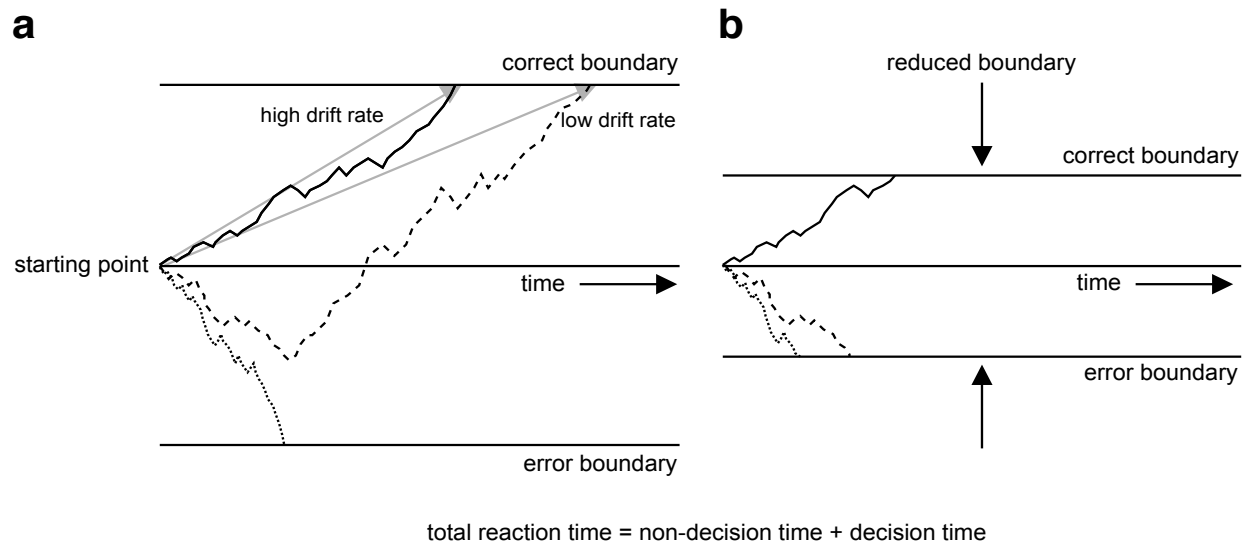 a
correct boundary
high drift rate
low drift rate
starting point
time
error boundary
b
reduced boundary
correct boundary
time
error boundary
total reaction time = non-decision time + decision time